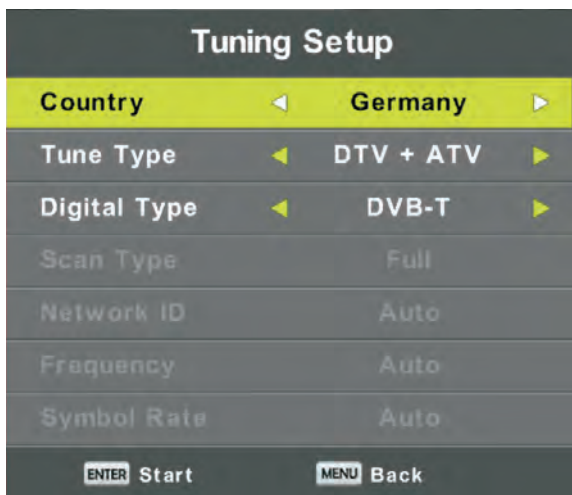 Tuning Setup
Country Germany
Tune Type DTV + ATV
Digital Type DVB-T
Scan Type Full
Network ID Auto
Frequency Auto
Symbol Rate Auto
ENTER Start MENU Back